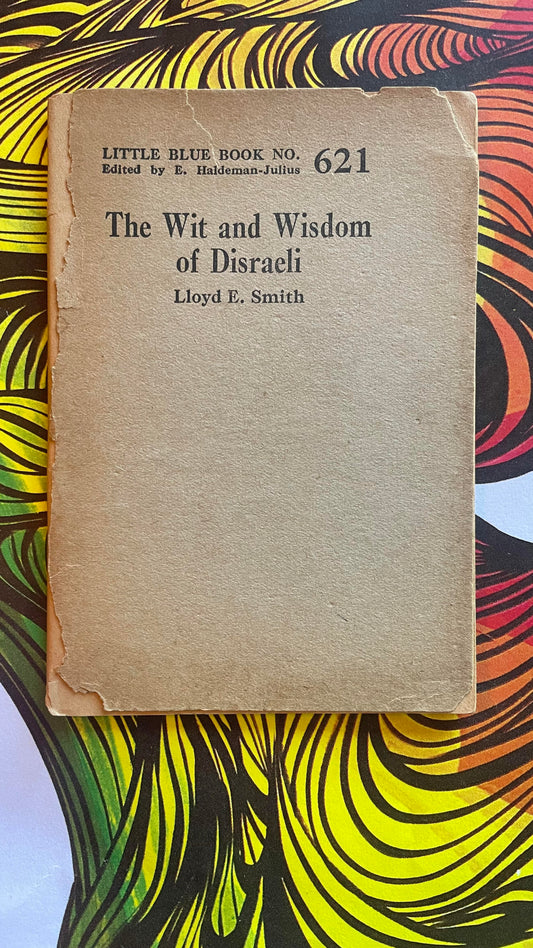 LITTLE BLUE BOOK NO. 621
Edited by E. Haldeman-Julius
The Wit and Wisdom
of Disraeli
Lloyd E. Smith